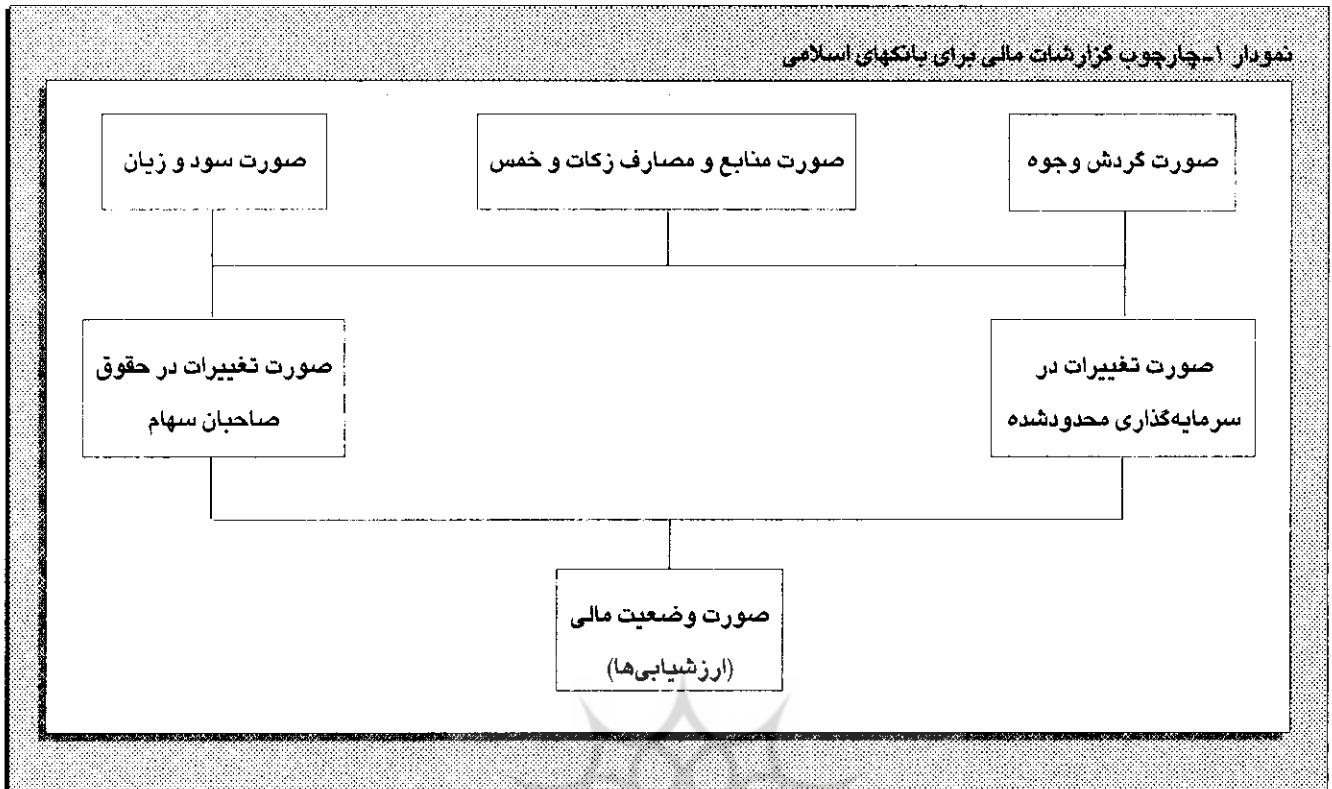 نمودار ۱ـ چارچوب گزارشات مالی برای بانکهای اسلامی
صورت گردش وجوه
صورت منابع و مصارف زکات و خمس
صورت سود و زیان
صورت تغییرات در
سرمایه‌گذاری محدودشده
صورت تغییرات در حقوق
صاحبان سهام
صورت وضعیت مالی
(ارزشیابی‌ها)